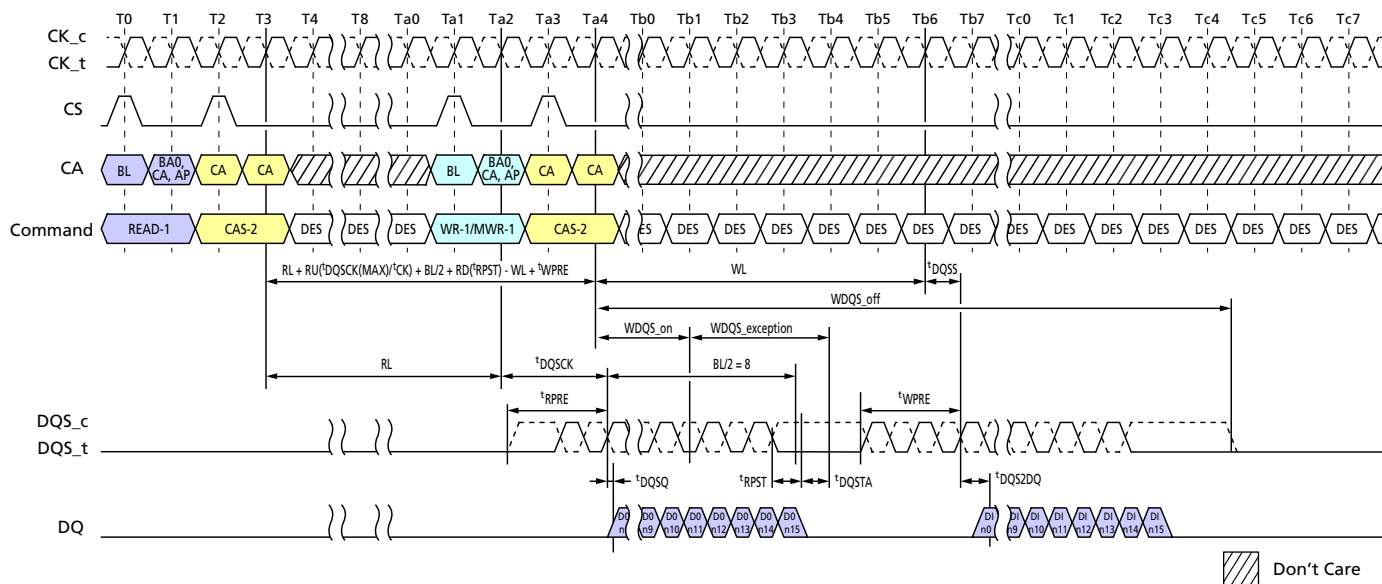 T0 T1 T2 T3 T4 T8 Ta0 Ta1 Ta2 Ta3 Ta4 Tb0 Tb1 Tb2 Tb3 Tb4 Tb5 Tb6 Tb7 Tc0 Tc1 Tc2 Tc3 Tc4 Tc5 Tc6 Tc7
CK_c
CK_t
CS
CA
BL
BA0,
CA, AP
CA
CA
BL
BA0,
CA, AP
CA
CA
Command
READ-1 CAS-2 DES DES DES WR-1/MWR-1 CAS-2 DES DES DES DES DES DES DES DES DES DES DES DES DES DES DES DES
RL + RU(tDQSCK(MAX)/tCK) + BL/2 + RD(tRPST) - WL + tWPRE
WL
tDQSS
WDQS_off
WDQS_on
WDQS_exception
RL
tDQSCK
BL/2 = 8
tRPRE
tWPRE
DQS_c
DQS_t
tDQSQ
tRPST
tDQSTA
tDQS2DQ
DQ
D0 D0 D0 D0 D0 D0 D0 D0
n n9 n10 n11 n12 n13 n14 n15
DI DI DI DI DI DI DI DI
n0 n9 n10 n11 n12 n13 n14 n15
Don't Care